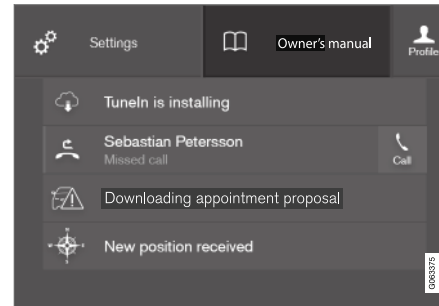 Settings
Owner's manual
Profile
TuneIn is installing
Sebastian Petersson
Missed call
Call
Downloading appointment proposal
New position received
G063375